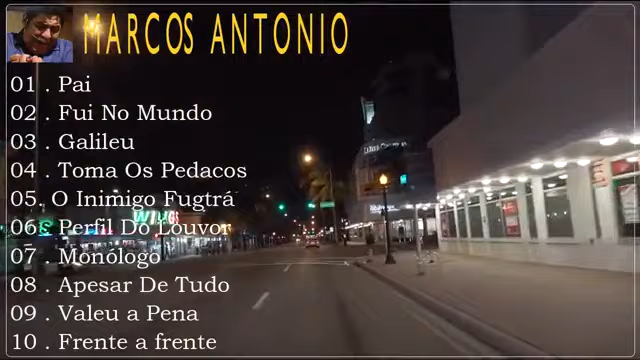 MARCOS ANTONIO
01 . Pai
02 . Fui No Mundo
03 . Galileu
04 . Toma Os Pedacos
05. O Inimigo Fugtrá
06 . Perfil Do Louvor
07 . Monólogo
08 . Apesar De Tudo
09 . Valeu a Pena
10 . Frente a frente